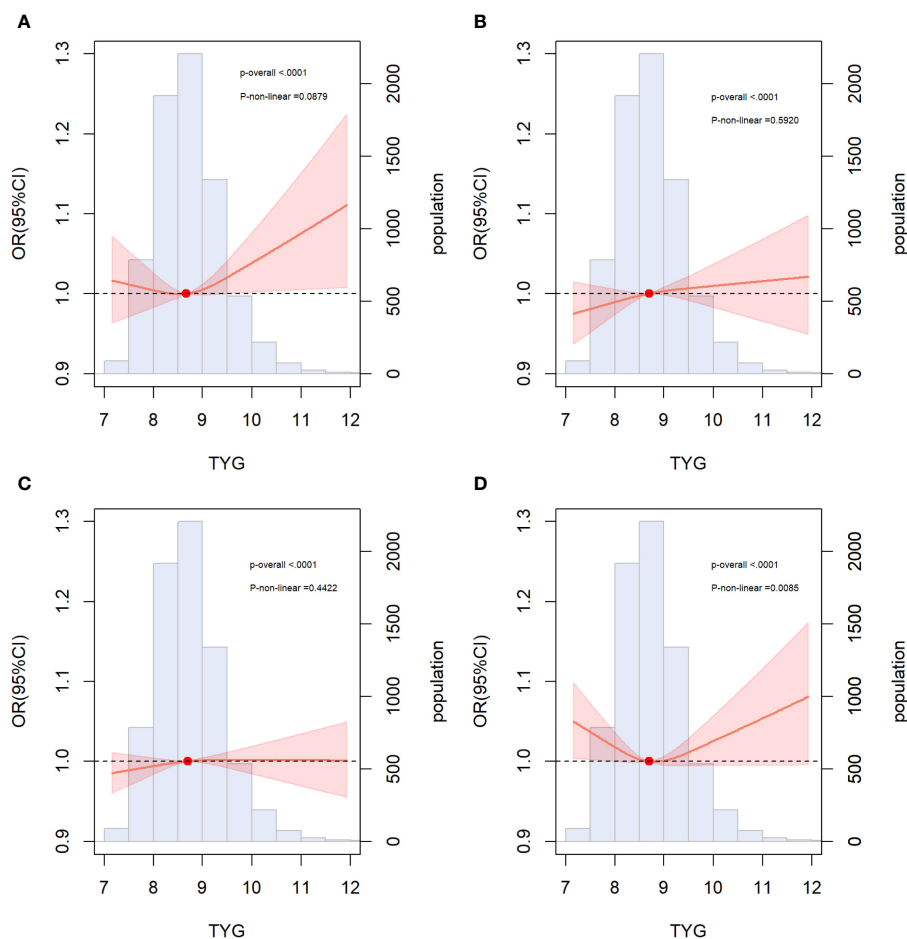 A
p-overall <.0001
P-non-linear =0.0879
OR(95%CI)
0.9 1.0 1.1 1.2 1.3
population
0 500 1000 1500 2000
7 8 9 10 11 12
TYG
B
p-overall <.0001
P-non-linear =0.5920
OR(95%CI)
0.9 1.0 1.1 1.2 1.3
population
0 500 1000 1500 2000
7 8 9 10 11 12
TYG
C
p-overall <.0001
P-non-linear =0.4422
OR(95%CI)
0.9 1.0 1.1 1.2 1.3
population
0 500 1000 1500 2000
7 8 9 10 11 12
TYG
D
p-overall <.0001
P-non-linear =0.0085
OR(95%CI)
0.9 1.0 1.1 1.2 1.3
population
0 500 1000 1500 2000
7 8 9 10 11 12
TYG